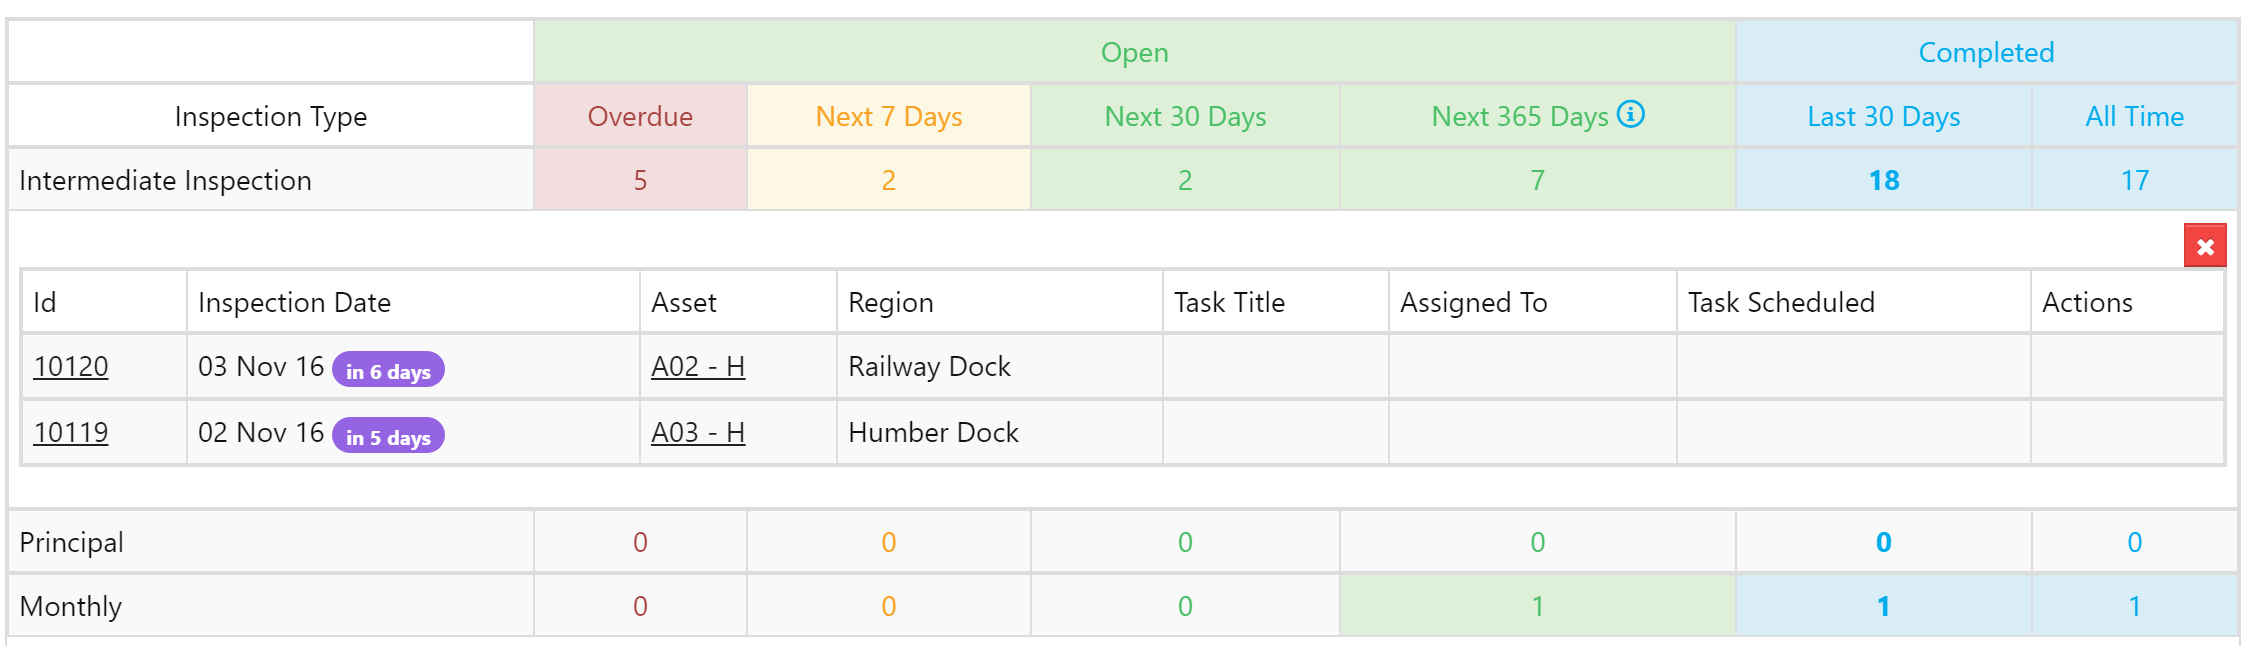 Open Completed
Inspection Type Overdue Next 7 Days Next 30 Days Next 365 Days Last 30 Days All Time
Intermediate Inspection 5 2 2 7 18 17
Id Inspection Date Asset Region Task Title Assigned To Task Scheduled Actions
10120 03 Nov 16 in 6 days A02 - H Railway Dock
10119 02 Nov 16 in 5 days A03 - H Humber Dock
Principal 0 0 0 0 0 0
Monthly 0 0 0 1 1 1